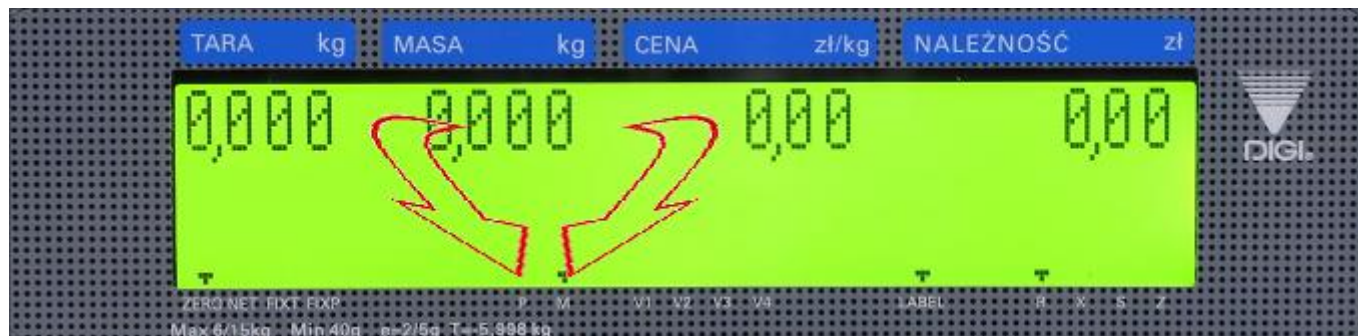 TARA kg MASA kg CENA zł/kg NALEŻNOŚĆ zł
0,000 0,000 0,00 0,00
DIGI
ZERO NET FIXT FIXP P M V1 V2 V3 V4 LABEL R X S Z
Max 6/15kg Min 40g e=2/5g T=-5,998 kg